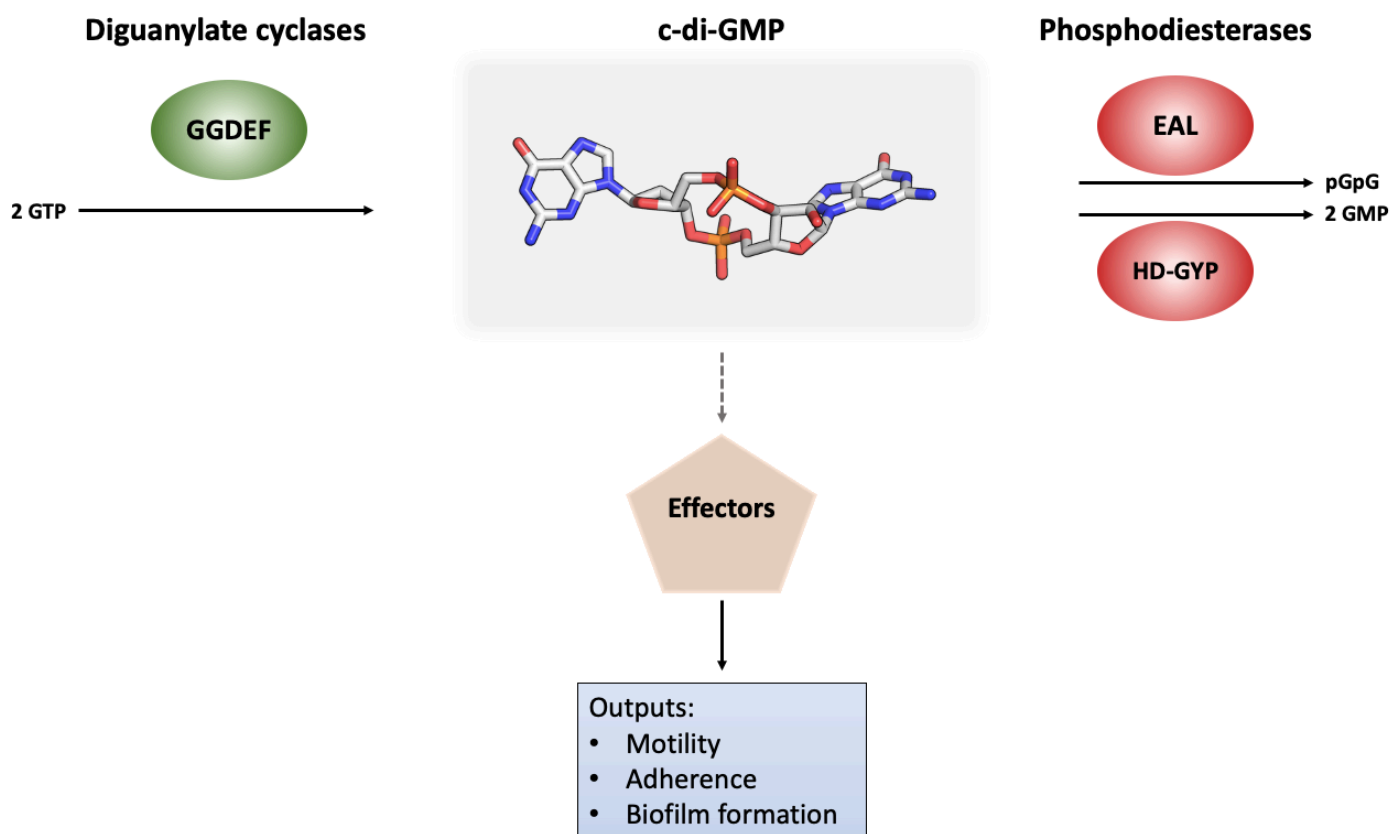 Diguanylate cyclases
c-di-GMP
Phosphodiesterases
GGDEF
EAL
2 GTP
pGpG
2 GMP
HD-GYP
Effectors
Outputs:
• Motility
• Adherence
• Biofilm formation